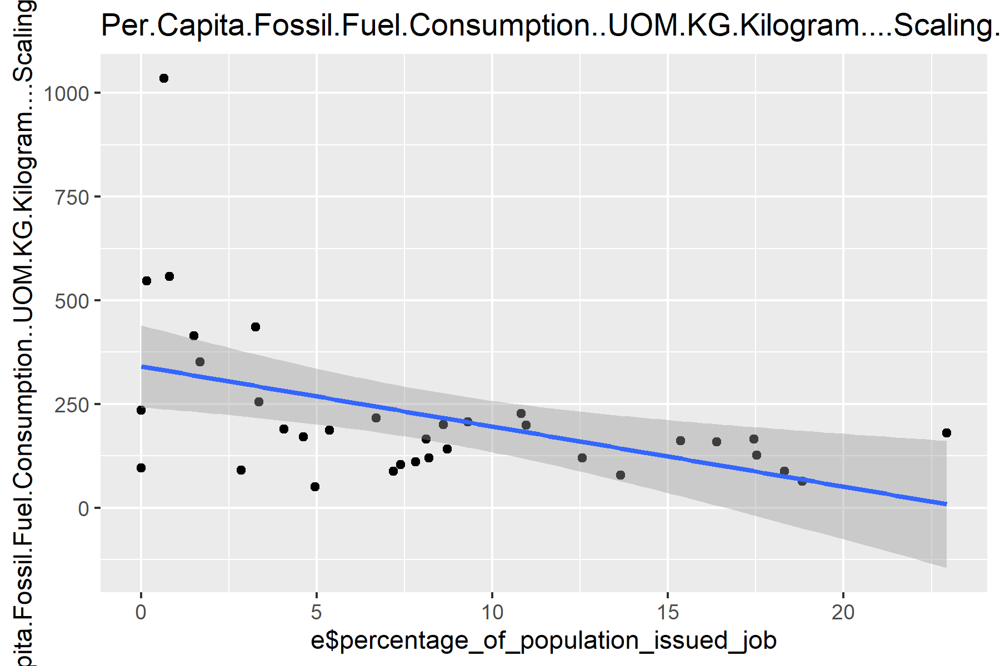 Per.Capita.Fossil.Fuel.Consumption..UOM.KG.Kilogram....Scaling.
pita.Fossil.Fuel.Consumption..UOM.KG.Kilogram....Scaling
1000
750
500
250
0
0 5 10 15 20
e$percentage_of_population_issued_job